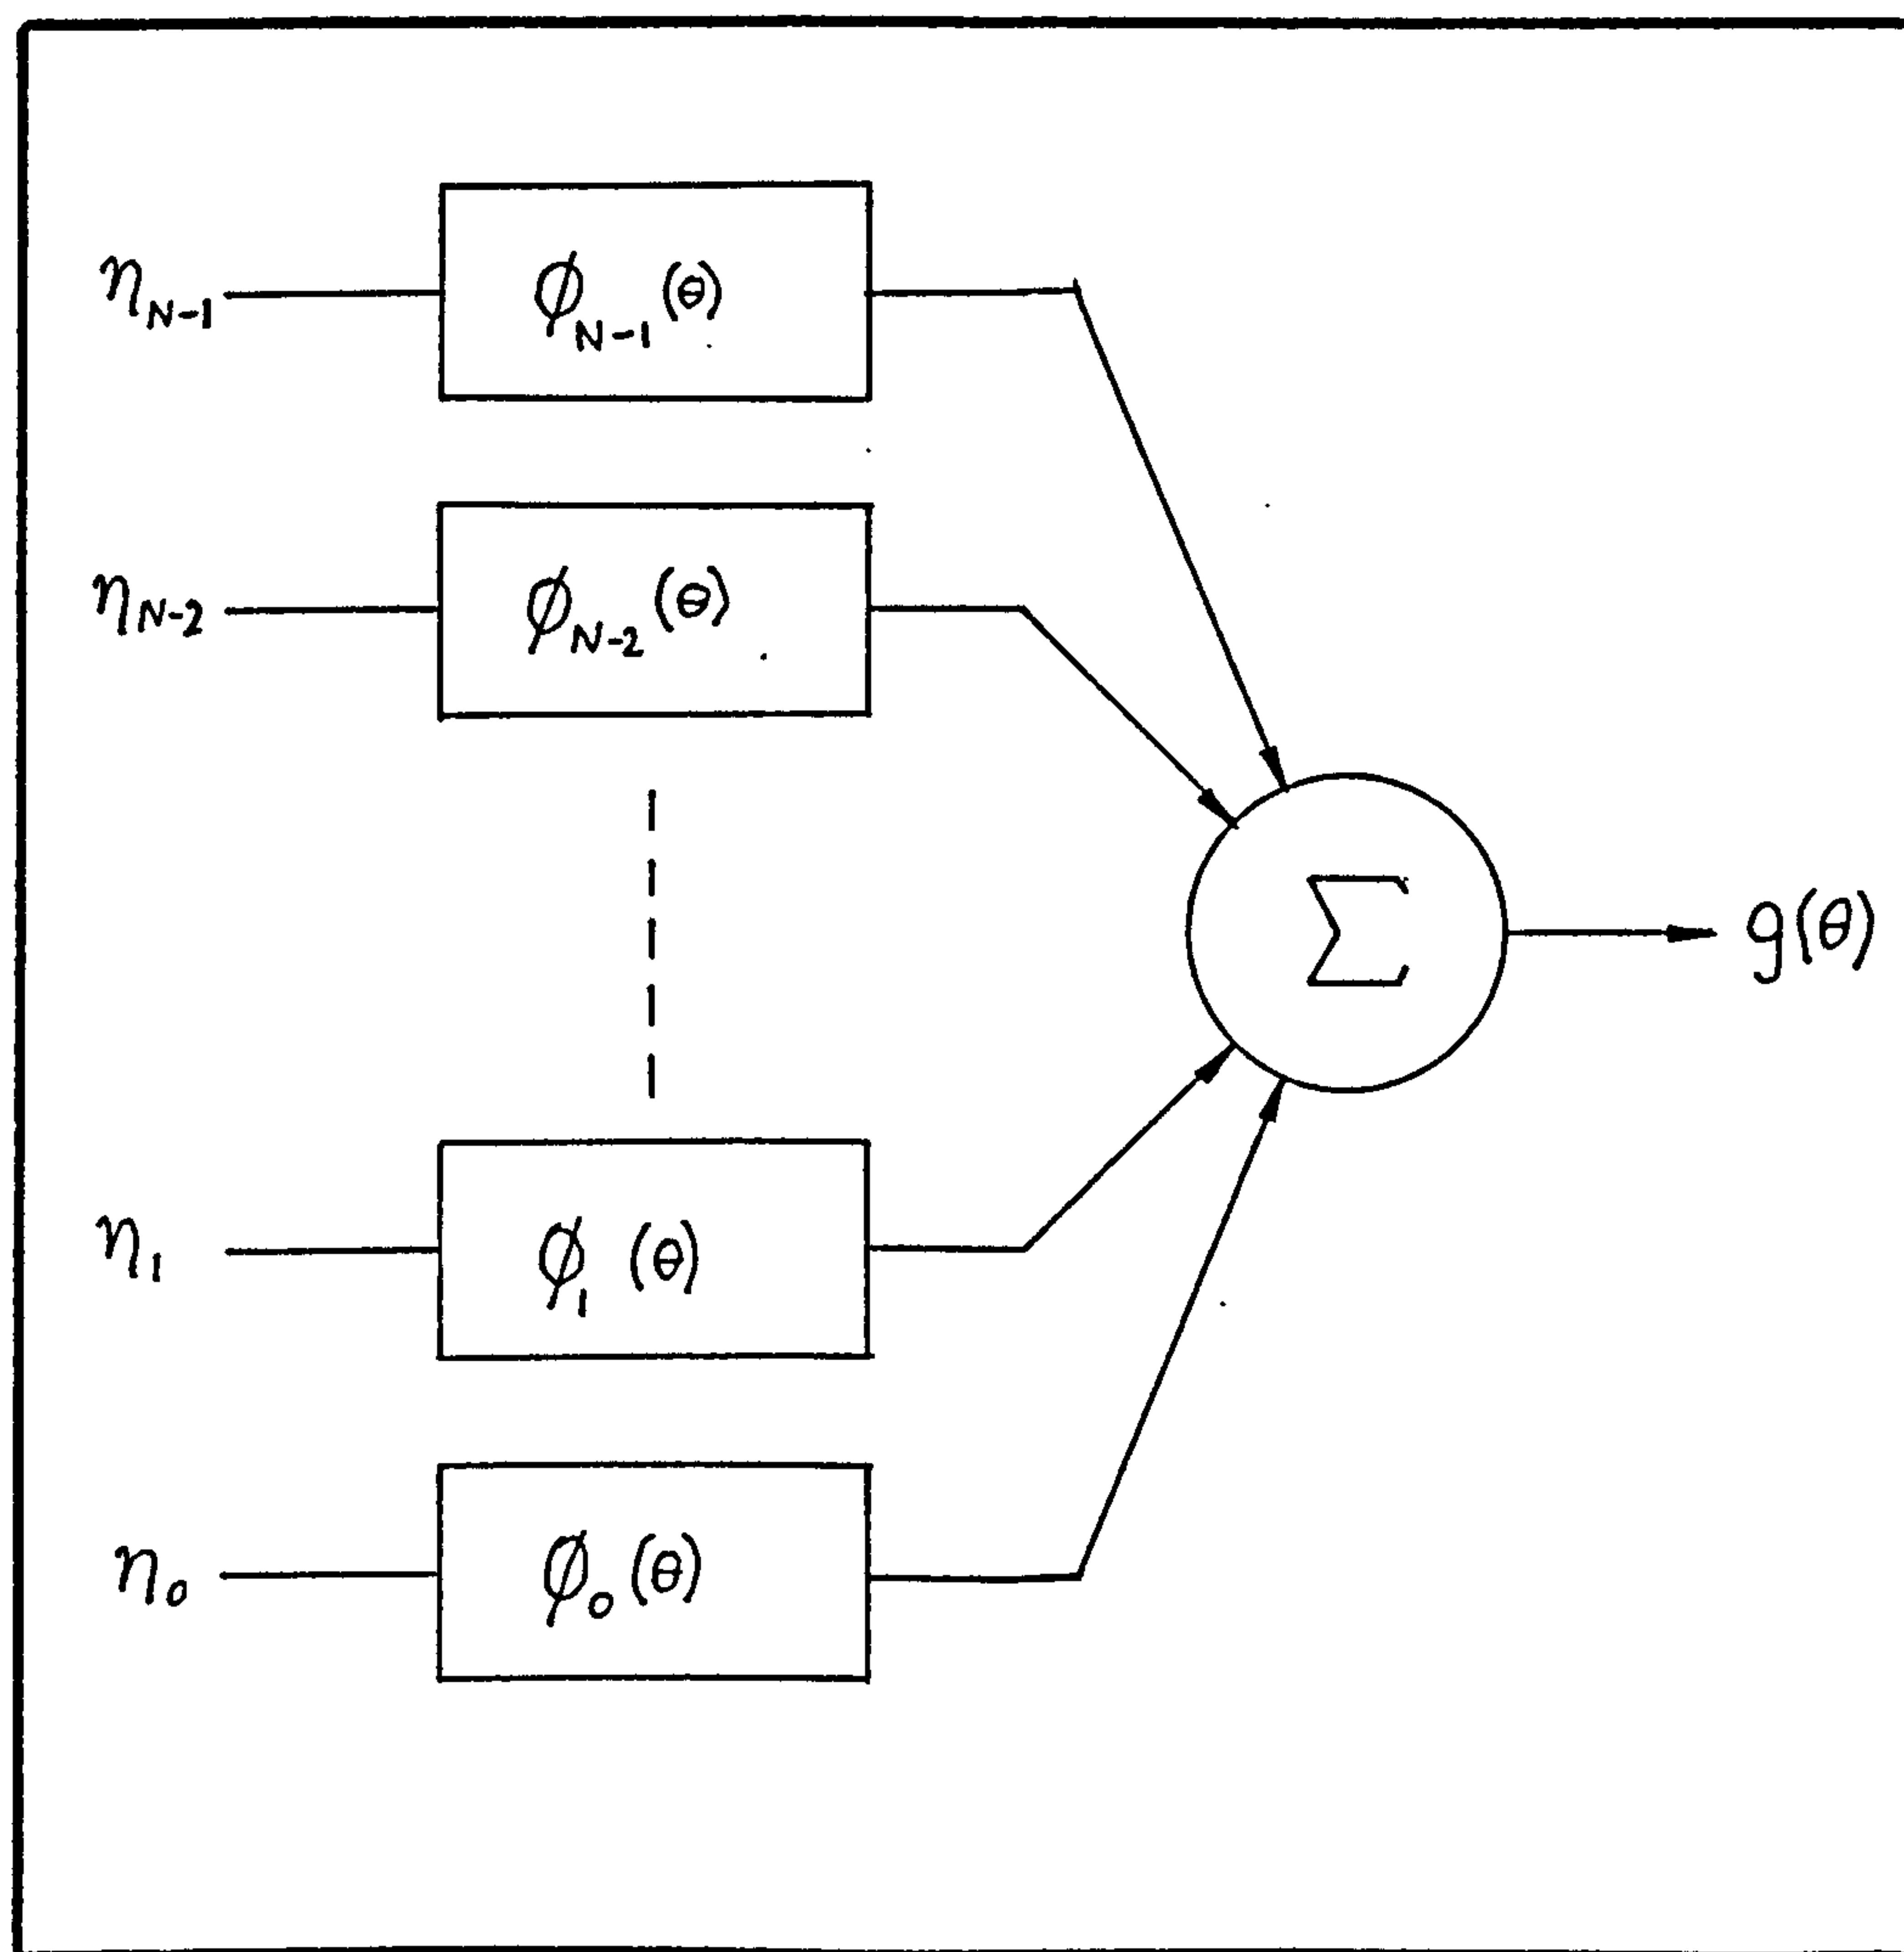 η_{N-1} ϕ_{N-1}(θ)
η_{N-2} ϕ_{N-2}(θ)
Σ g(θ)
η_1 ϕ_1(θ)
η_0 ϕ_0(θ)